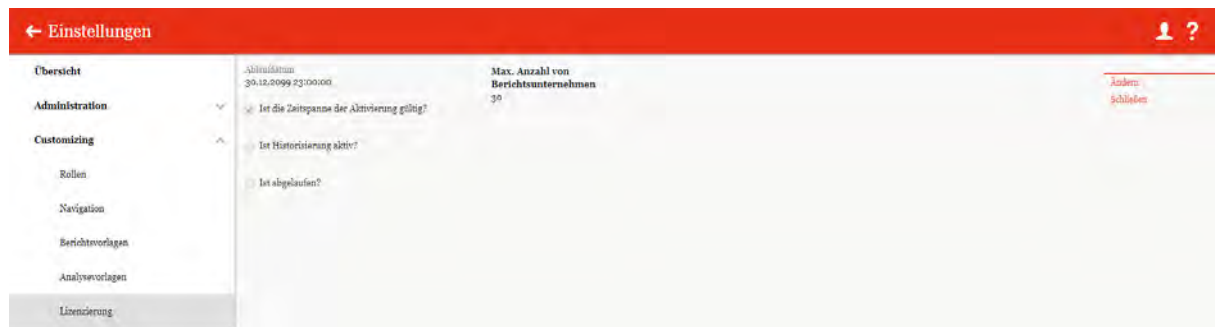 ← Einstellungen
?
Übersicht
Administration
Customizing
Rollen
Navigation
Berichtsvorlagen
Analysevorlagen
Lizenzierung
Ablaufdatum
30.12.2099 23:00:00
Ist die Zeitspanne der Aktivierung gültig?
Ist Historisierung aktiv?
Ist abgelaufen?
Max. Anzahl von
Berichtsunternehmen
30
Ändern
Schließen